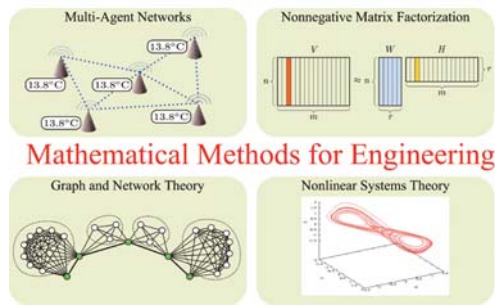 Multi-Agent Networks
13.8°C
13.8°C
13.8°C
13.8°C
13.8°C
Nonnegative Matrix Factorization
V
W
H
n
≈
n
r
m
r
m
Mathematical Methods for Engineering
Graph and Network Theory
Nonlinear Systems Theory